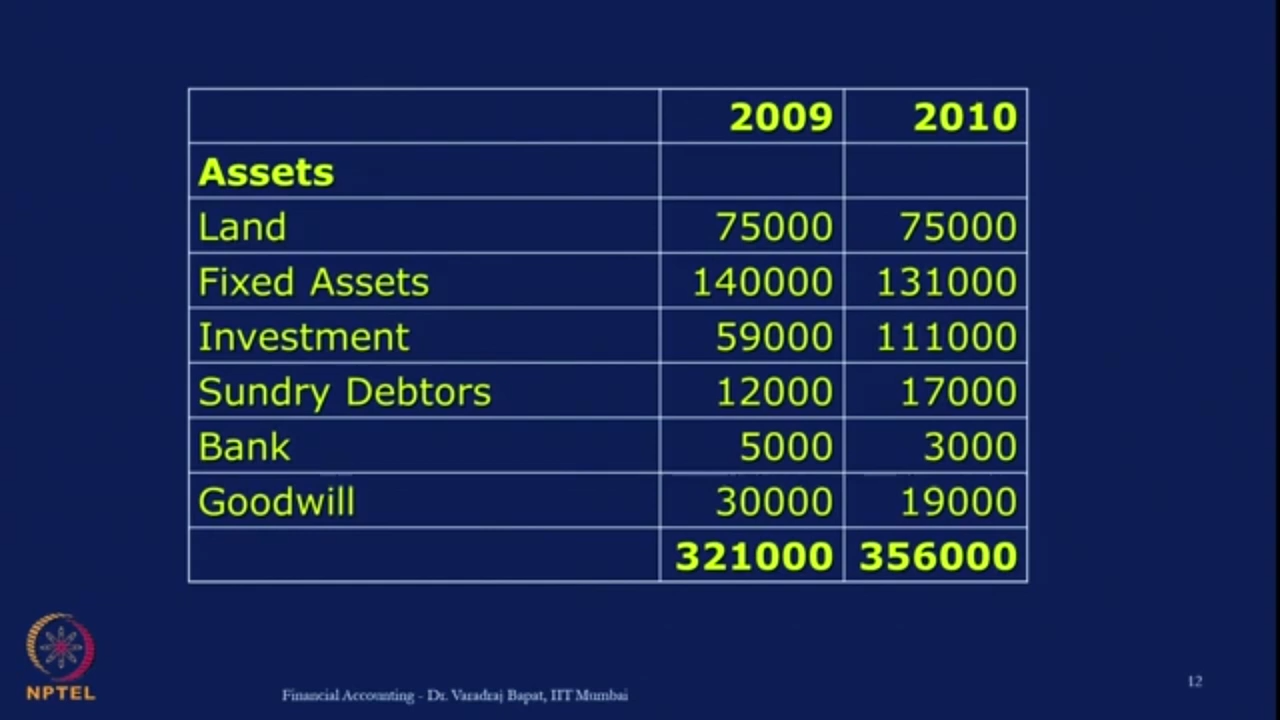 2009 2010
Assets
Land 75000 75000
Fixed Assets 140000 131000
Investment 59000 111000
Sundry Debtors 12000 17000
Bank 5000 3000
Goodwill 30000 19000
321000 356000
NPTEL
Financial Accounting - Dr. Varadraj Bapat, IIT Mumbai
12